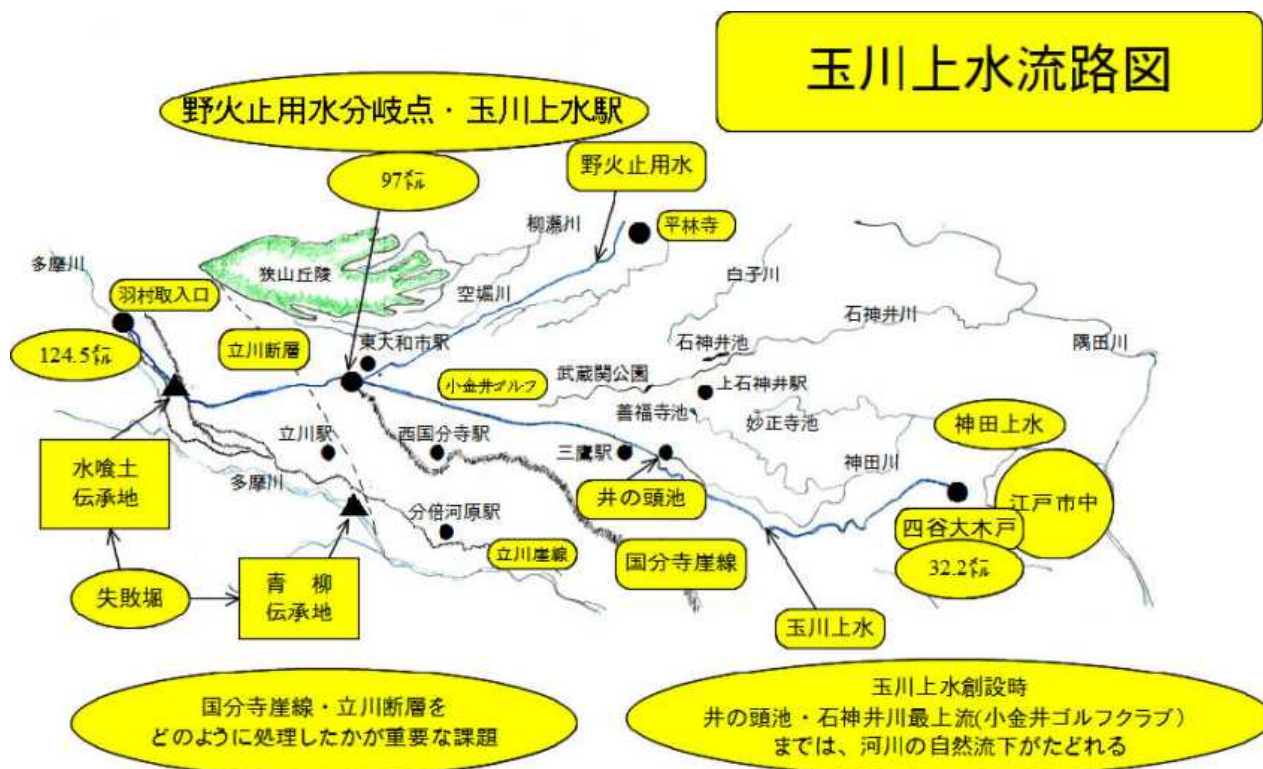 玉川上水流路図
野火止用水分岐点・玉川上水駅
97㍍
野火止用水
平林寺
柳瀬川
多摩川
狭山丘陵
白子川
羽村取入口
空堀川
石神井川
124.5㍍
立川断層
東大和市駅
石神井池
隅田川
小金井ゴルフ
武蔵関公園
上石神井駅
善福寺池
妙正寺池
神田上水
立川駅
西国分寺駅
三鷹駅
神田川
水喰土
伝承地
多摩川
井の頭池
江戸市中
分倍河原駅
四谷大木戸
立川崖線
国分寺崖線
32.2㍍
失敗堀
青 柳
伝承地
玉川上水
国分寺崖線・立川断層を
どのように処理したかが重要な課題
玉川上水創設時
井の頭池・石神井川最上流(小金井ゴルフクラブ)
までは、河川の自然流下がたどれる